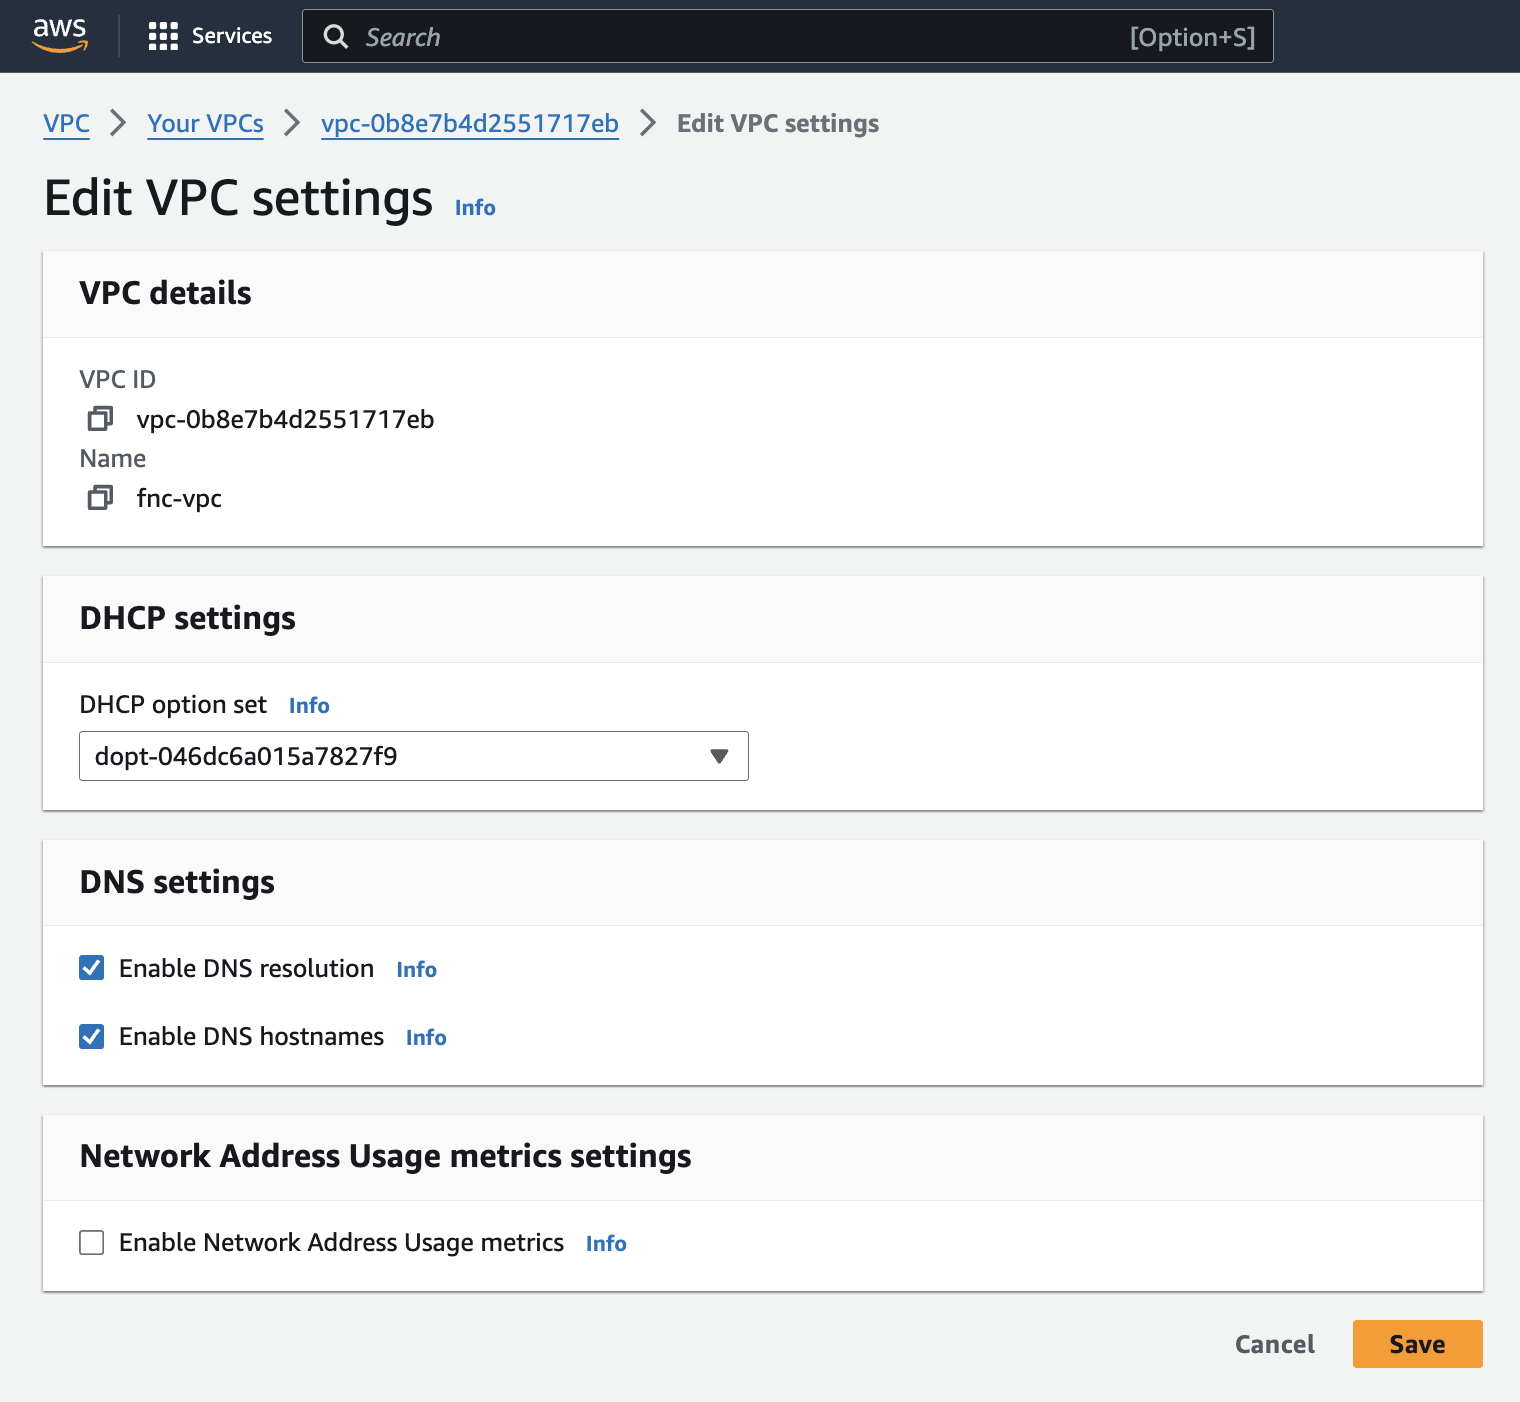 aws Services Search [Option+S]
VPC Your VPCs vpc-0b8e7b4d2551717eb Edit VPC settings
Edit VPC settings Info
VPC details
VPC ID
vpc-0b8e7b4d2551717eb
Name
fnc-vpc
DHCP settings
DHCP option set Info
dopt-046dc6a015a7827f9
DNS settings
Enable DNS resolution Info
Enable DNS hostnames Info
Network Address Usage metrics settings
Enable Network Address Usage metrics Info
Cancel Save